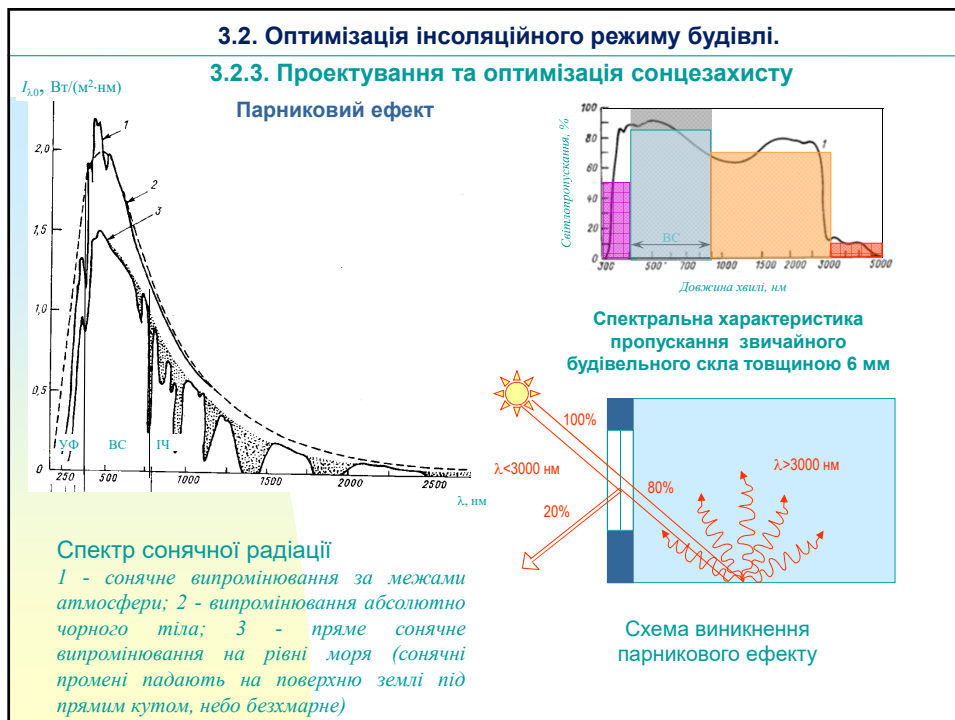 3.2. Оптимізація інсоляційного режиму будівлі.
3.2.3. Проектування та оптимізація сонцезахисту
Парниковий ефект
Iλ0, Вт/(м²·нм)
1
2
3
2,0
1,5
1,0
0,5
0
УФ
ВС
ІЧ
250 500 1000 1500 2000 2500
λ, нм
Спектр сонячної радіації
1 - сонячне випромінювання за межами
атмосфери; 2 - випромінювання абсолютно
чорного тіла; 3 - пряме сонячне
випромінювання на рівні моря (сонячні
промені падають на поверхню землі під
прямим кутом, небо безхмарне)
Світлопропускання, %
100
80
60
40
20
0
1
ВС
300 500 700 1000 1500 2000 3000 5000
Довжина хвилі, нм
Спектральна характеристика
пропускання звичайного
будівельного скла товщиною 6 мм
100%
λ<3000 нм
80%
20%
λ>3000 нм
Схема виникнення
парникового ефекту